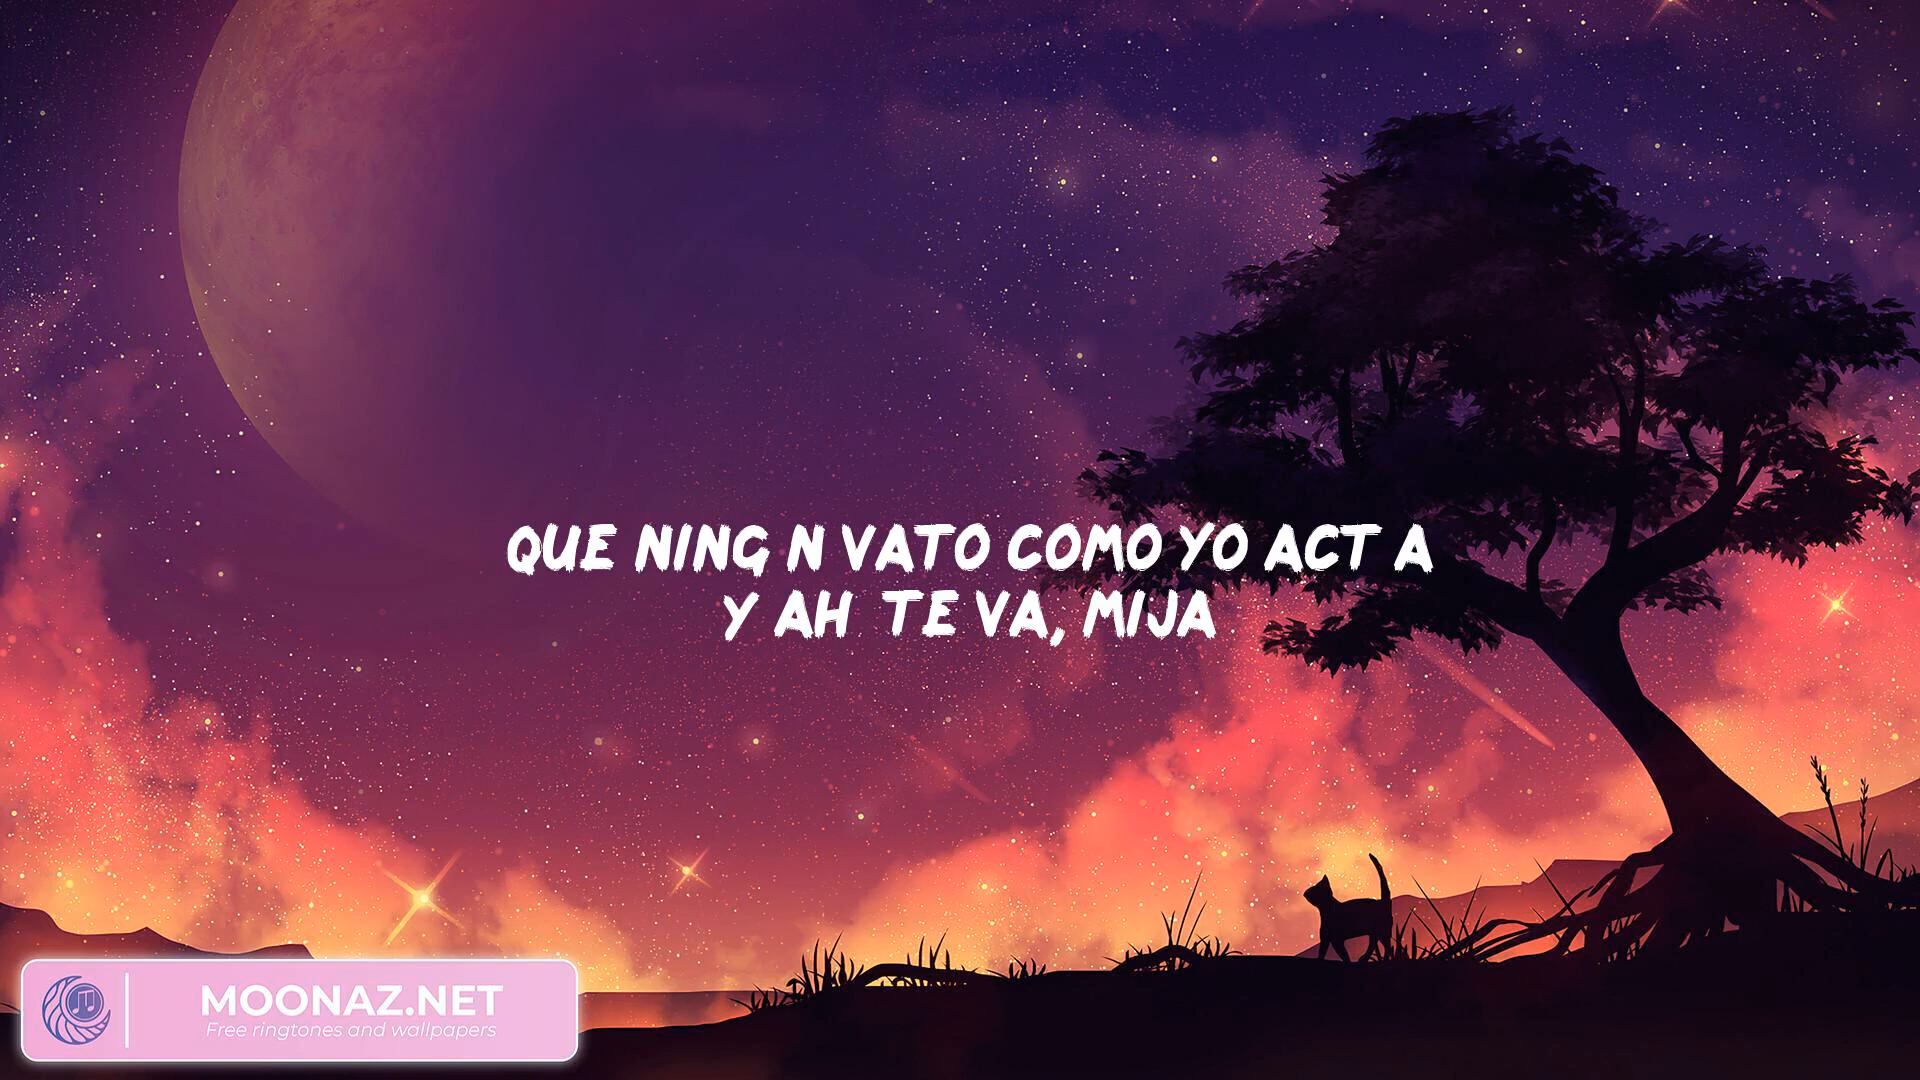 QUE NING N VATO COMO YO ACT A
Y AH  TE VA, MIJA
MOONAZ.NET
Free ringtones and wallpapers